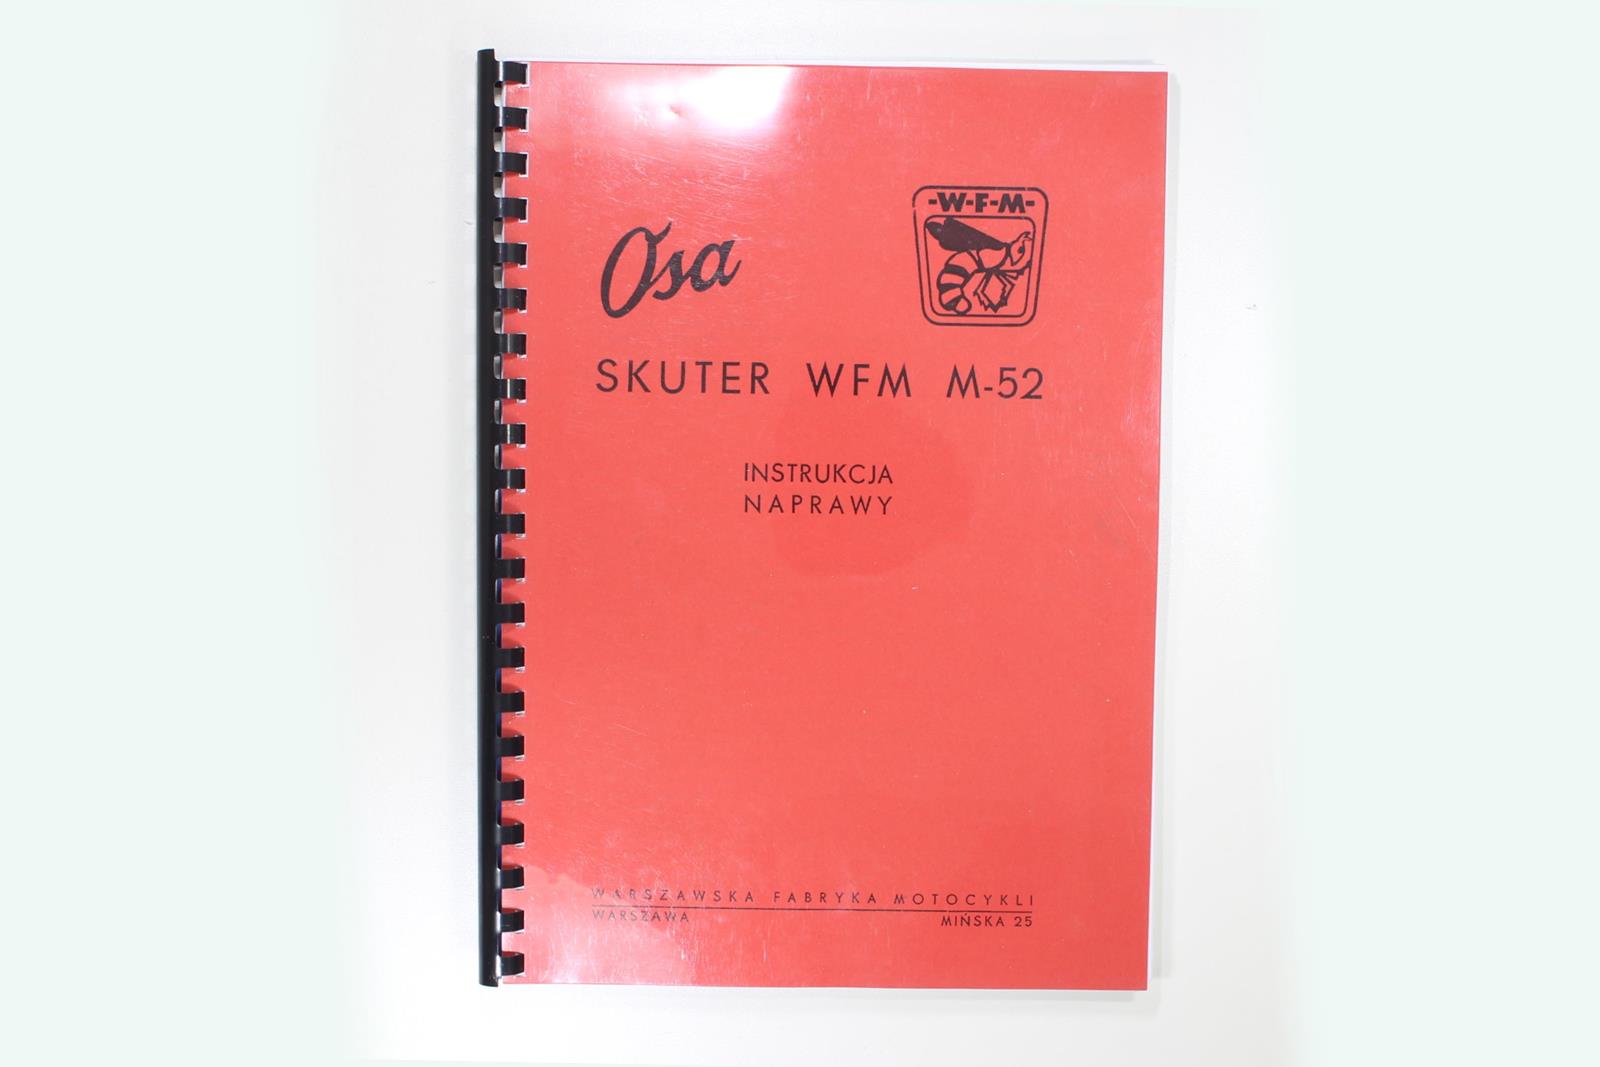 -W-F-M-
Osa
SKUTER WFM M-52
INSTRUKCJA
NAPRAWY
WARSZAWSKA FABRYKA MOTOCYKLI
WARSZAWA MIŃSKA 25